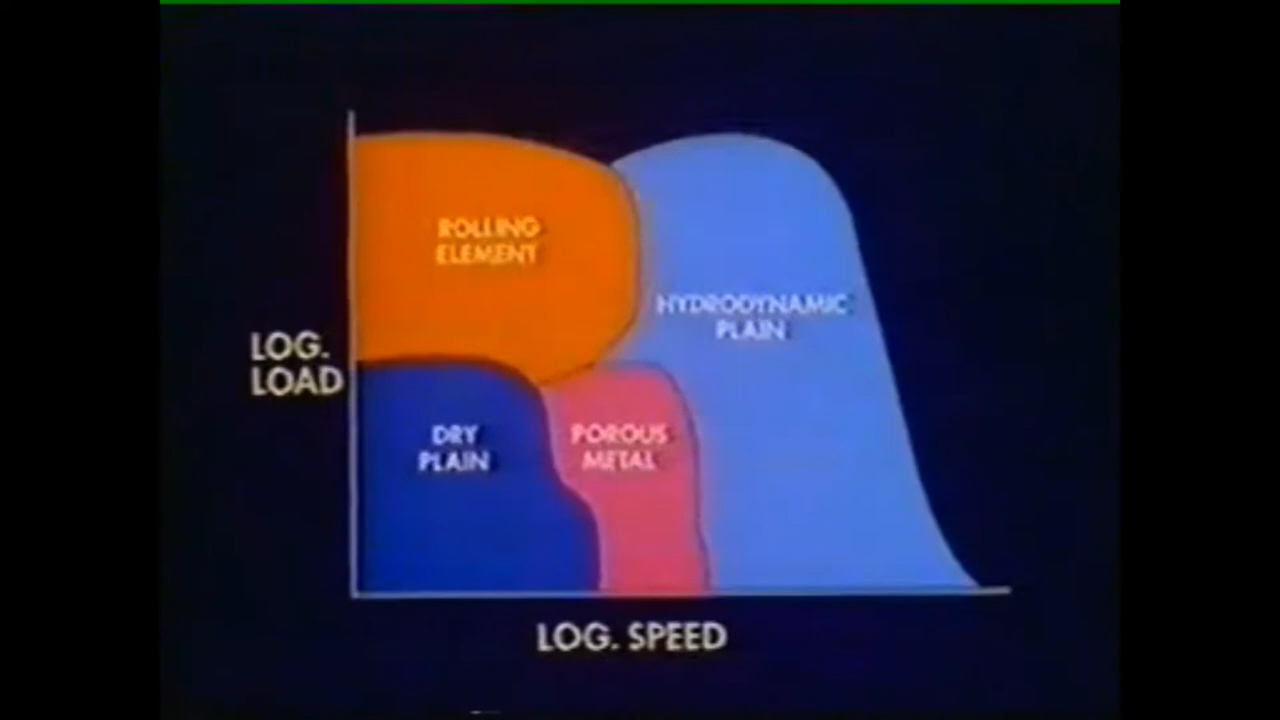 ROLLING
ELEMENT
HYDRODYNAMIC
PLAIN
LOG.
LOAD
DRY
PLAIN
POROUS
METAL
LOG. SPEED